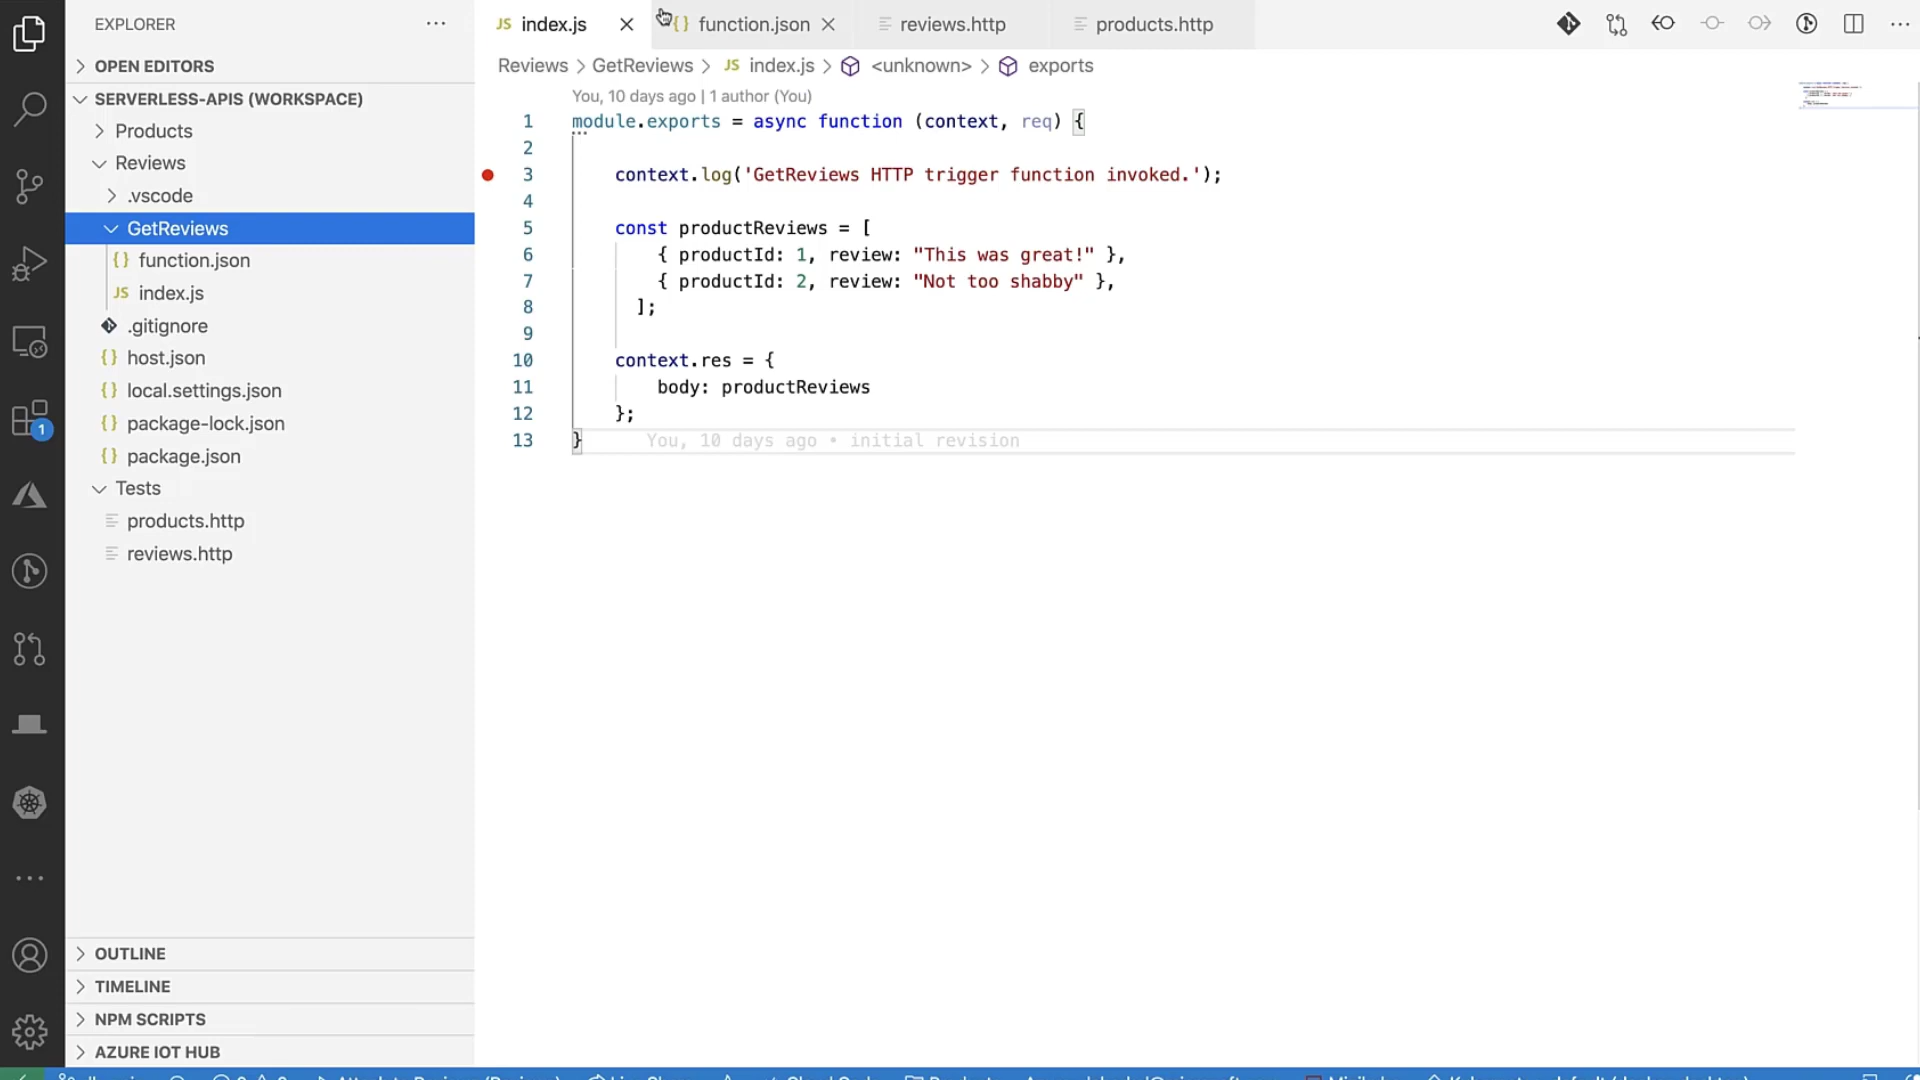 EXPLORER
OPEN EDITORS
SERVERLESS-APIS (WORKSPACE)
Products
Reviews
.vscode
GetReviews
{} function.json
JS index.js
.gitignore
{} host.json
{} local.settings.json
{} package-lock.json
{} package.json
Tests
products.http
reviews.http
1
OUTLINE
TIMELINE
NPM SCRIPTS
AZURE IOT HUB
JS index.js
{} function.json
reviews.http
products.http
Reviews > GetReviews > JS index.js > <unknown> > exports
You, 10 days ago | 1 author (You)
1 module.exports = async function (context, req) {
2
3 context.log('GetReviews HTTP trigger function invoked.');
4
5 const productReviews = [
6 { productId: 1, review: "This was great!" },
7 { productId: 2, review: "Not too shabby" },
8 ];
9
10 context.res = {
11 body: productReviews
12 };
13 } You, 10 days ago • initial revision